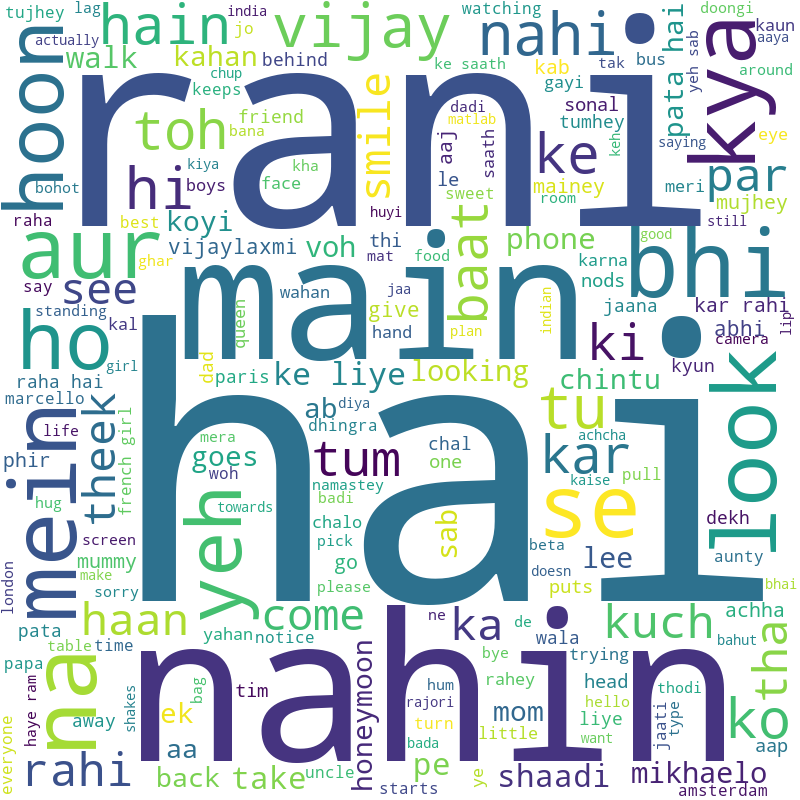 tujhey lag hain vijay nahi watching doongi kaun
india jo tak bus aaya
actually walk kahan behind ke saath kab pata hai yeh sab kya
hoon chup gayi around
keeps rani dadi sonal
toh friend smile matlab tumhey keh saying eye
bana aaj saath ke
hi kiya kha le mainey meri par
bohot boys face sweet room mujhey
raha best koyi huyi still
aur ghar vijaylaxmi voh thi baat phone good bhi
mat food karna
say see main nods
standing wahan jaa jaana kar rahi
ho kal queen give indian ki abhi lip
hand plan camera
girl dad kyun
raha hai paris ke liye looking chintu look
marcello theek french girl ab diya tu
life mera dhingra achcha
phir mein goes tum chal kar
woh one pull
hug yeh hai namastey kaise se
towards badi dekh
screen chalo sab
pick beta aunty
mummy go lee
london make please doesn puts bhai
sorry come achha
haan ne ka de kuch tha
pata yahan notice wala bahut
papa table time honeymoon bye trying
na nahin ko
haye ram shakes bag tim hum rahey head thodi
away rajori hello jaati type
ek mom liye aap
everyone turn little want
aa bada
rahi back take uncle pe ye shaadi mikhaelo
starts amsterdam